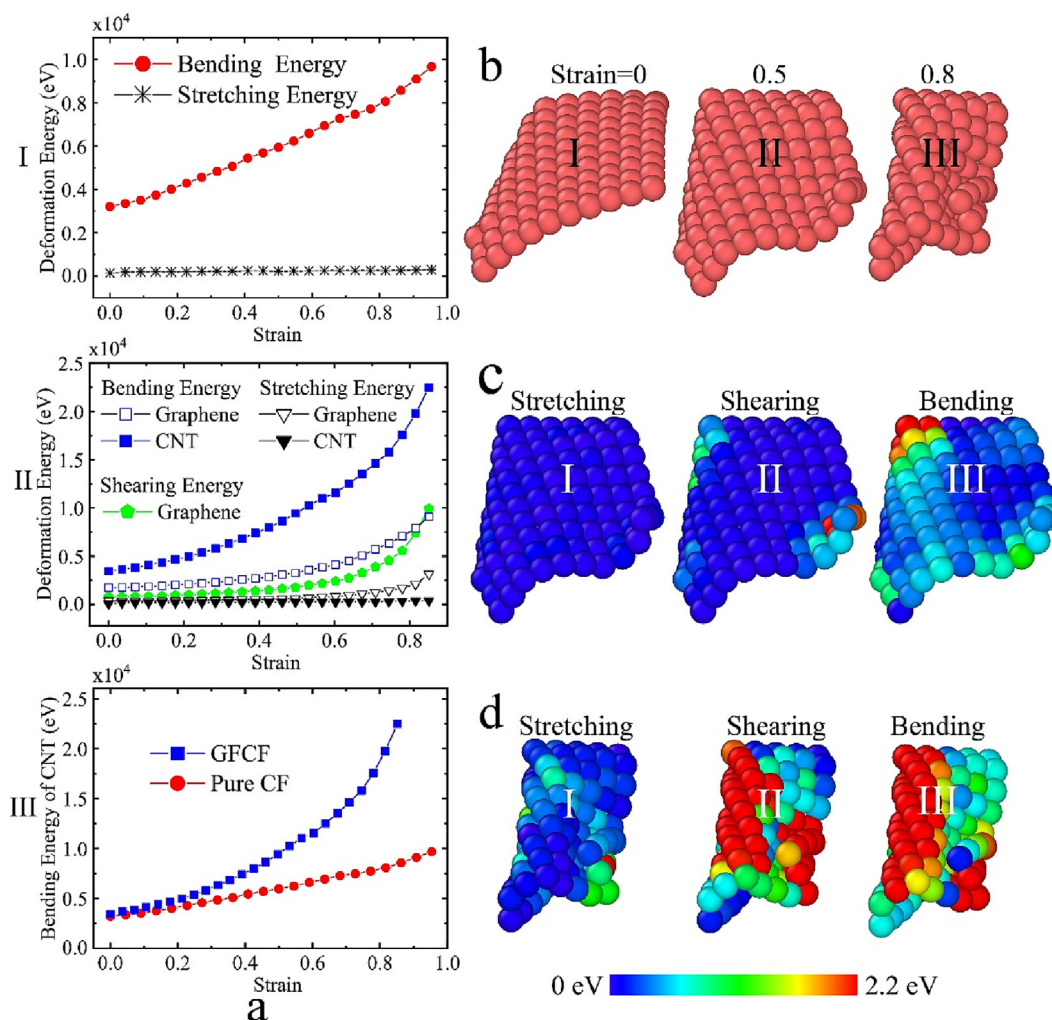 x10⁴
1.0
0.8
0.6
0.4
0.2
0.0
Deformation Energy (eV)
Bending Energy
Stretching Energy
I
0.0 0.2 0.4 0.6 0.8 1.0
Strain
x10⁴
2.5
2.0
1.5
1.0
0.5
0.0
Deformation Energy (eV)
Bending Energy Stretching Energy
Graphene Graphene
CNT CNT
Shearing Energy
Graphene
II
0.0 0.2 0.4 0.6 0.8
Strain
x10⁴
2.5
2.0
1.5
1.0
0.5
0.0
Bending Energy of CNT (eV)
GFCF
Pure CF
III
0.0 0.2 0.4 0.6 0.8 1.0
Strain
a
b
Strain=0 0.5 0.8
I II III
c
Stretching Shearing Bending
I II III
d
Stretching Shearing Bending
I II III
0 eV 2.2 eV